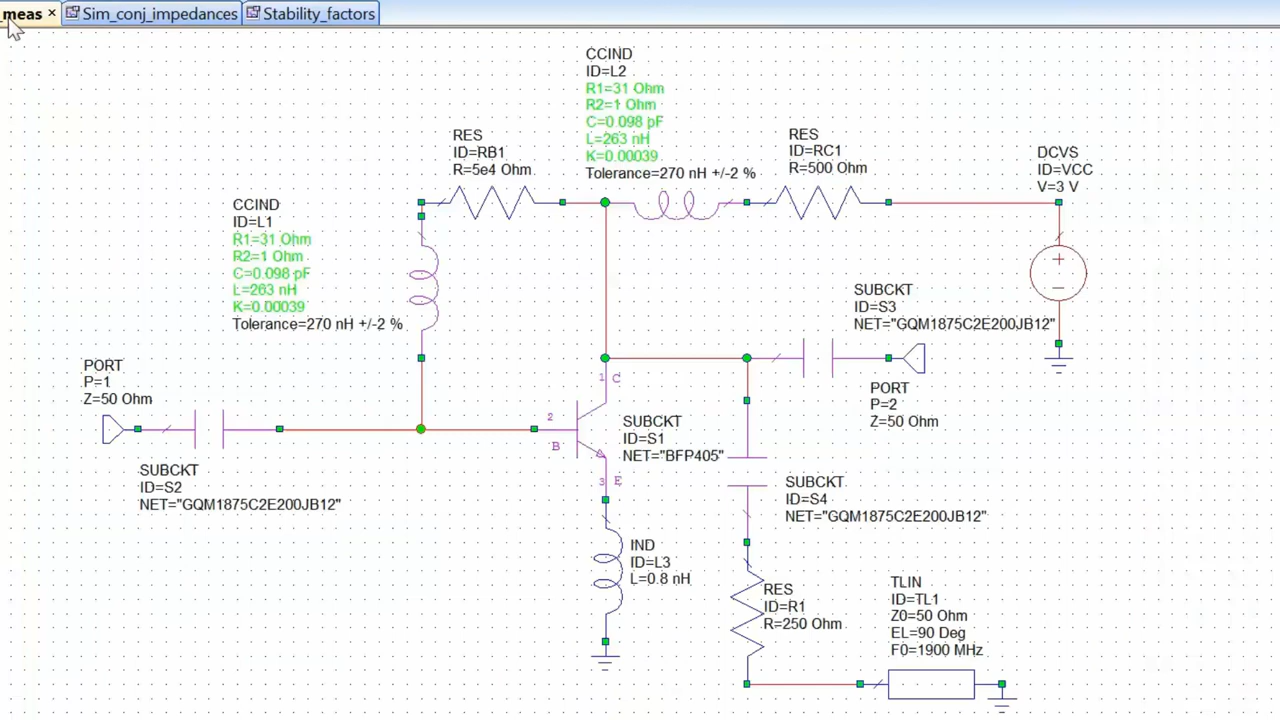 meas × Sim_conj_impedances Stability_factors
CCIND
ID=L2
R1=31 Ohm
R2=1 Ohm
C=0.098 pF
L=263 nH
K=0.00039
Tolerance=270 nH +/-2 %
RES
ID=RB1
R=5e4 Ohm
RES
ID=RC1
R=500 Ohm
DCVS
ID=VCC
V=3 V
CCIND
ID=L1
R1=31 Ohm
R2=1 Ohm
C=0.098 pF
L=263 nH
K=0.00039
Tolerance=270 nH +/-2 %
SUBCKT
ID=S3
NET="GQM1875C2E200JB12"
PORT
P=1
Z=50 Ohm
PORT
P=2
Z=50 Ohm
1 C
2
B
3 E
SUBCKT
ID=S1
NET="BFP405"
SUBCKT
ID=S2
NET="GQM1875C2E200JB12"
SUBCKT
ID=S4
NET="GQM1875C2E200JB12"
IND
ID=L3
L=0.8 nH
RES
ID=R1
R=250 Ohm
TLIN
ID=TL1
Z0=50 Ohm
EL=90 Deg
F0=1900 MHz